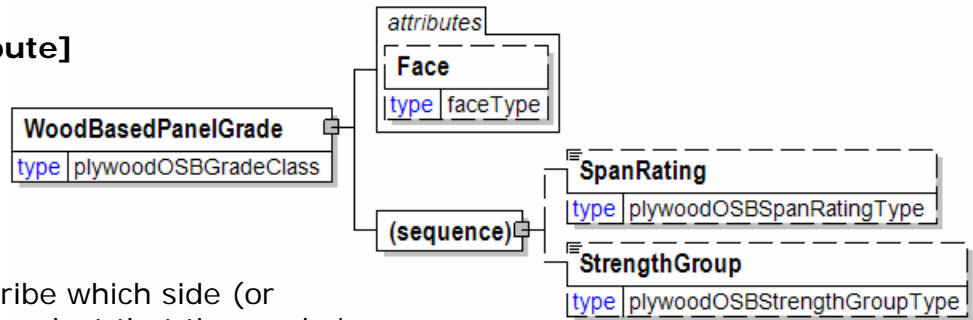 bute]
attributes
Face
type faceType
WoodBasedPanelGrade
type plywoodOSBGradeClass
SpanRating
type plywoodOSBSpanRatingType
(sequence)
StrengthGroup
type plywoodOSBStrengthGroupType
ribe which side (or